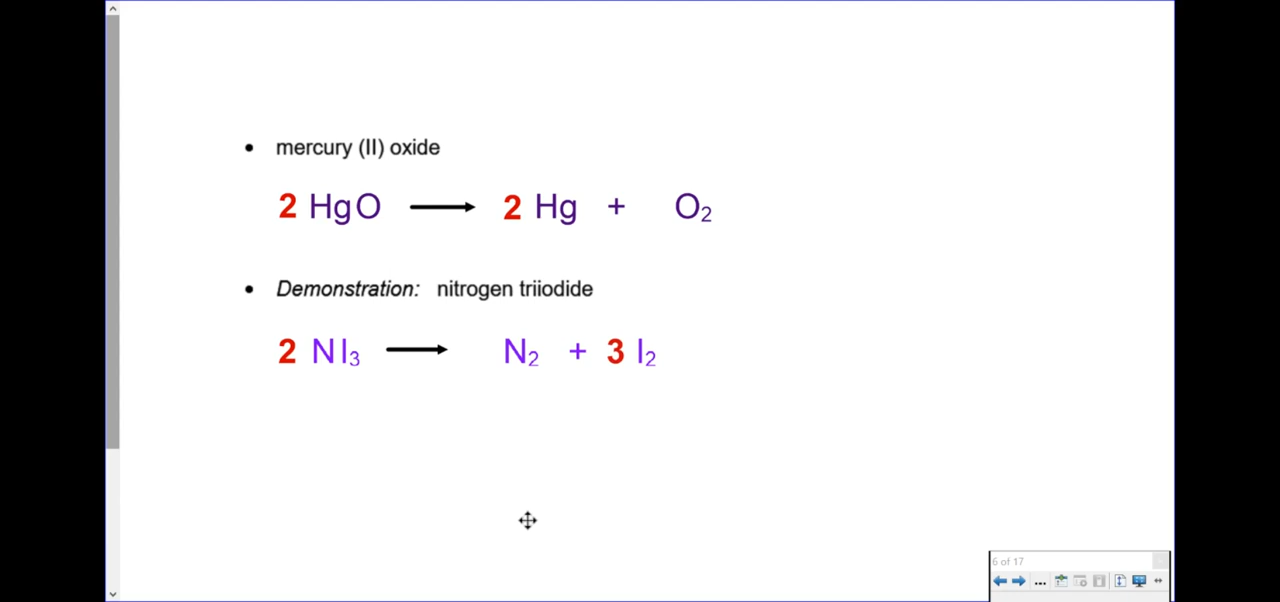 • mercury (II) oxide
2 HgO ⟶ 2 Hg + O₂
• Demonstration: nitrogen triiodide
2 NI₃ ⟶ N₂ + 3 I₂
6 of 17